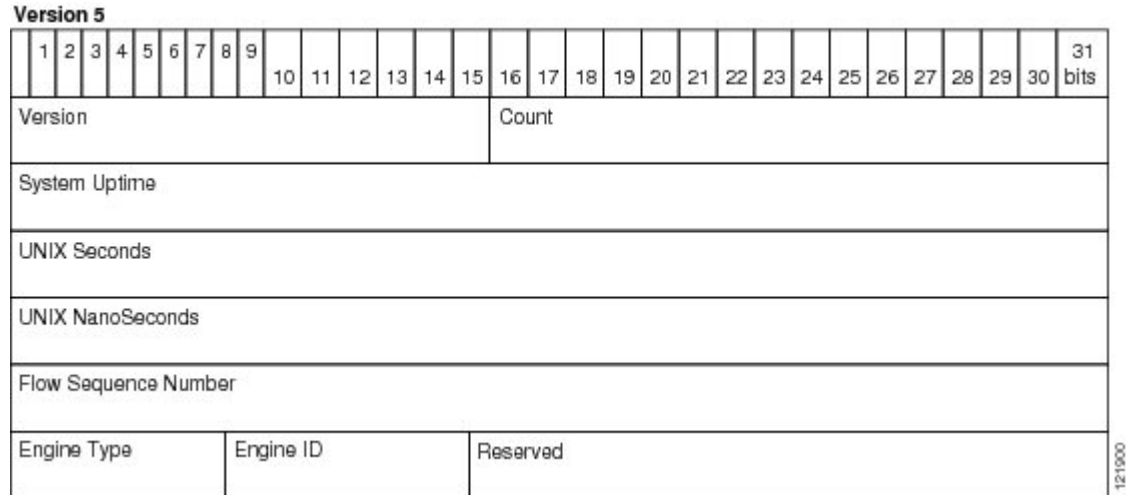 Version 5
1 2 3 4 5 6 7 8 9 10 11 12 13 14 15 16 17 18 19 20 21 22 23 24 25 26 27 28 29 30 31 bits
Version Count
System Uptime
UNIX Seconds
UNIX NanoSeconds
Flow Sequence Number
Engine Type Engine ID Reserved
121900